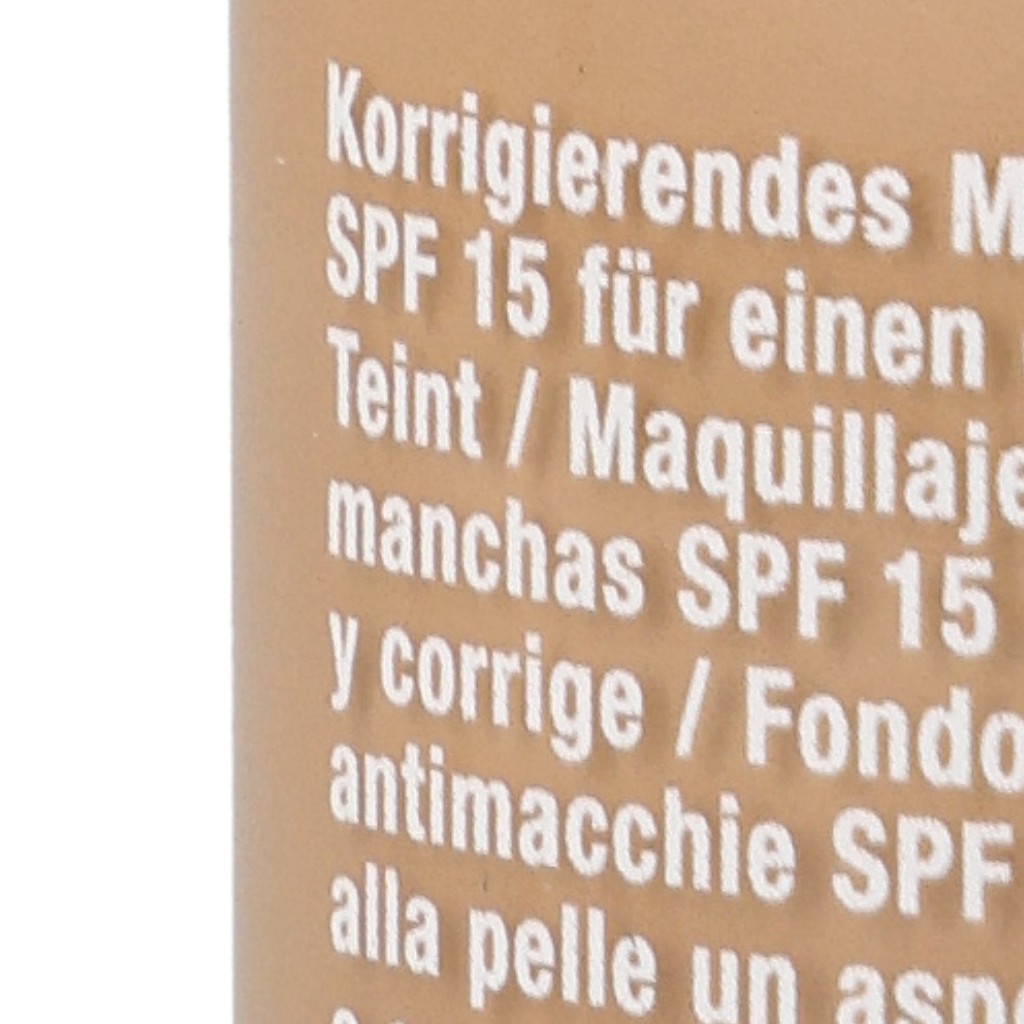 Korrigierendes
SPF 15 für einen
Teint / Maquillaje
manchas SPF 15
y corrige / Fondo
antimacchie SPF
alla pelle un